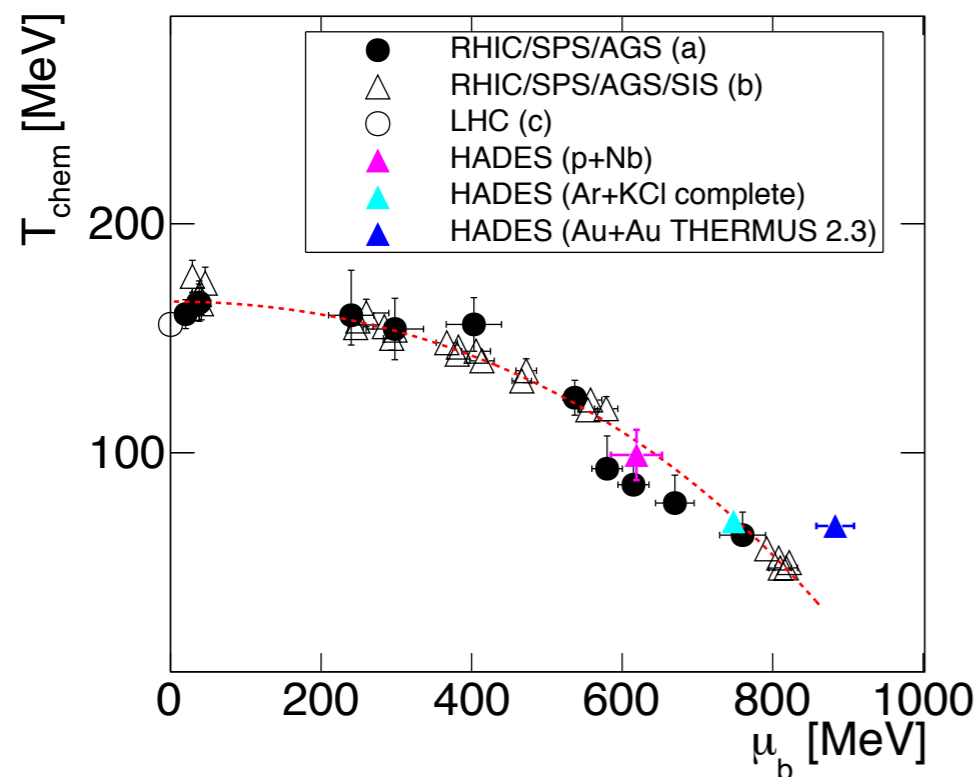 T_chem [MeV]
RHIC/SPS/AGS (a)
RHIC/SPS/AGS/SIS (b)
LHC (c)
HADES (p+Nb)
HADES (Ar+KCl complete)
HADES (Au+Au THERMUS 2.3)
200
100
0 200 400 600 800 1000
μ_b [MeV]